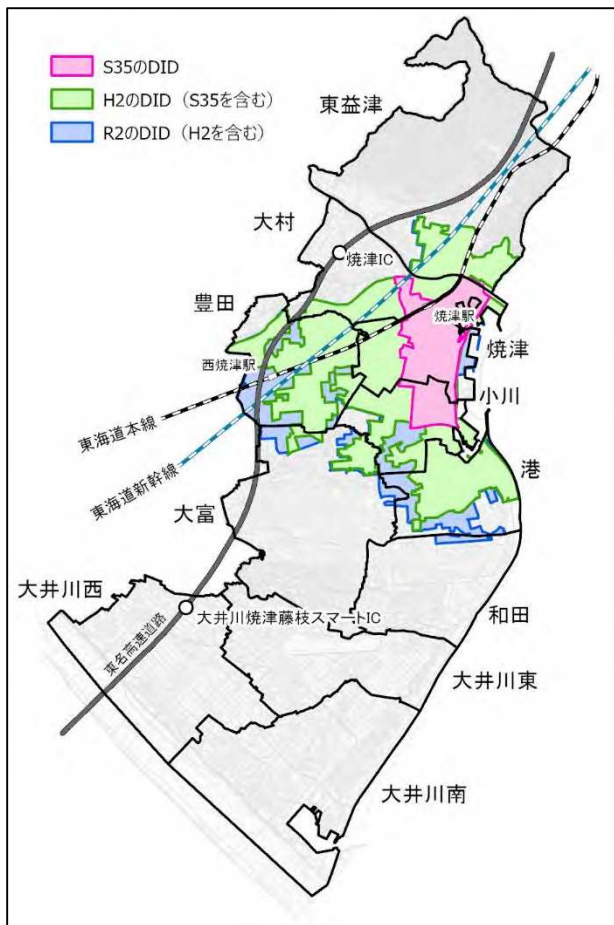 S35のDID
H2のDID（S35を含む）
R2のDID（H2を含む）
東益津
大村
焼津IC
豊田
焼津駅
西焼津駅
焼津
小川
東海道本線
東海道新幹線
港
大富
大井川西
大井川焼津藤枝スマートIC
和田
東名高速道路
大井川東
大井川南